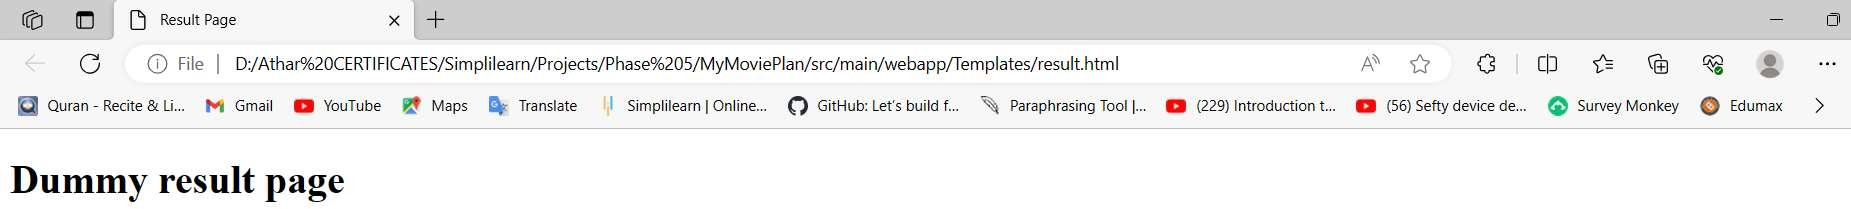 Result Page
File D:/Athar%20CERTIFICATES/Simplilearn/Projects/Phase%205/MyMoviePlan/src/main/webapp/Templates/result.html
Quran - Recite & Li... Gmail YouTube Maps Translate Simplilearn | Online... GitHub: Let's build f... Paraphrasing Tool |... (229) Introduction t... (56) Sefty device de... Survey Monkey Edumax
Dummy result page